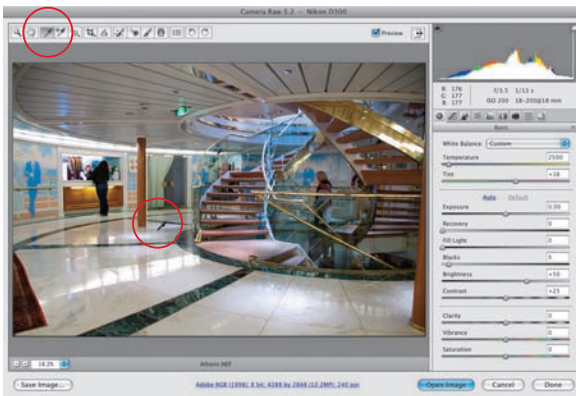 Camera Raw 5.2 – Nikon D300
Preview
R: 176
G: 177
B: 177
f/3.5 1/13 s
ISO 200 18-200@18 mm
Basic
White Balance: Custom
Temperature 2500
Tint +16
Auto Default
Exposure 0.00
Recovery 0
Fill Light 0
Blacks 5
Brightness +50
Contrast +25
Clarity 0
Vibrance 0
Saturation 0
18.2% Athens.NEF
Save Image... Adobe RGB (1998); 8 bit; 4288 by 2848 (12.2MP); 240 ppi Open Image Cancel Done